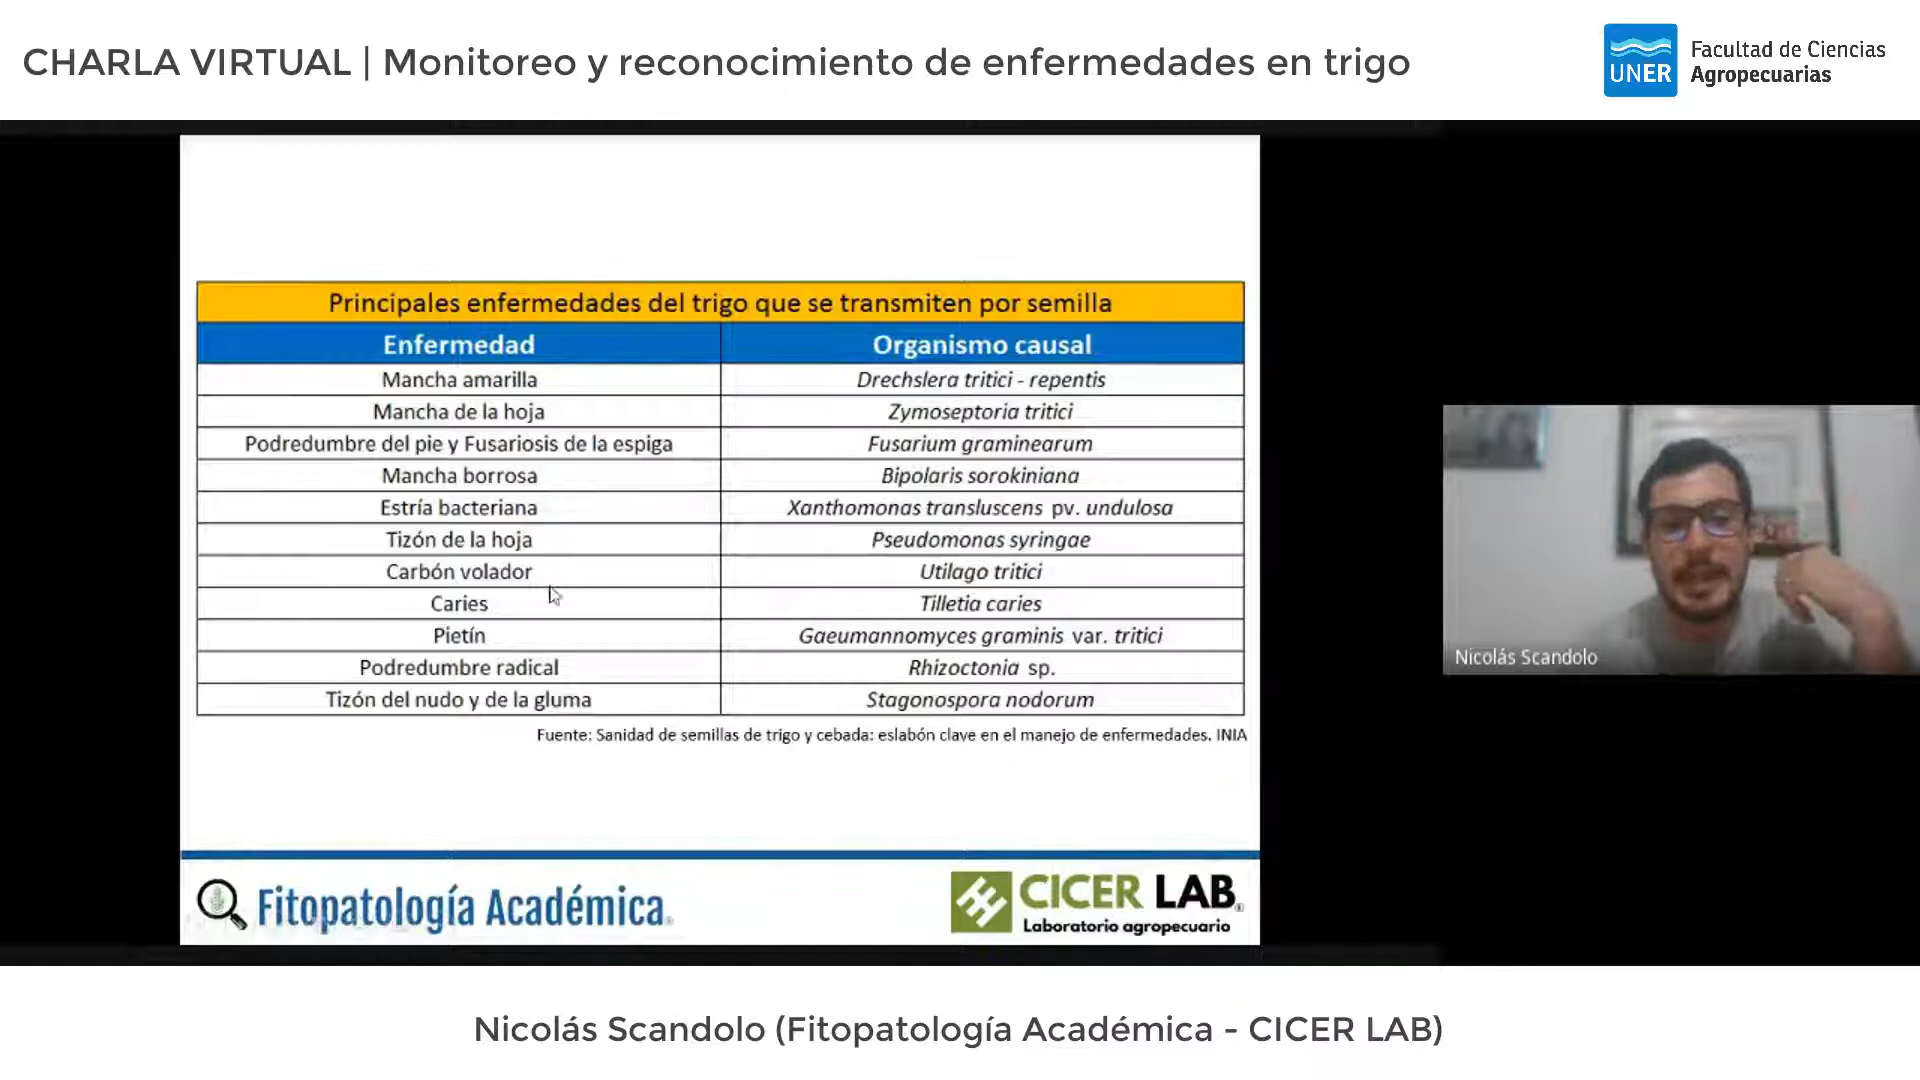 CHARLA VIRTUAL | Monitoreo y reconocimiento de enfermedades en trigo
UNER
Facultad de Ciencias
Agropecuarias
Principales enfermedades del trigo que se transmiten por semilla
Enfermedad Organismo causal
Mancha amarilla Drechslera tritici - repentis
Mancha de la hoja Zymoseptoria tritici
Podredumbre del pie y Fusariosis de la espiga Fusarium graminearum
Mancha borrosa Bipolaris sorokiniana
Estría bacteriana Xanthomonas transluscens pv. undulosa
Tizón de la hoja Pseudomonas syringae
Carbón volador Utilago tritici
Caries Tilletia caries
Pietín Gaeumannomyces graminis var. tritici
Podredumbre radical Rhizoctonia sp.
Tizón del nudo y de la gluma Stagonospora nodorum
Fuente: Sanidad de semillas de trigo y cebada: eslabón clave en el manejo de enfermedades. INIA
Nicolás Scandolo
Fitopatología Académica
CICER LAB
Laboratorio agropecuario
Nicolás Scandolo (Fitopatología Académica - CICER LAB)